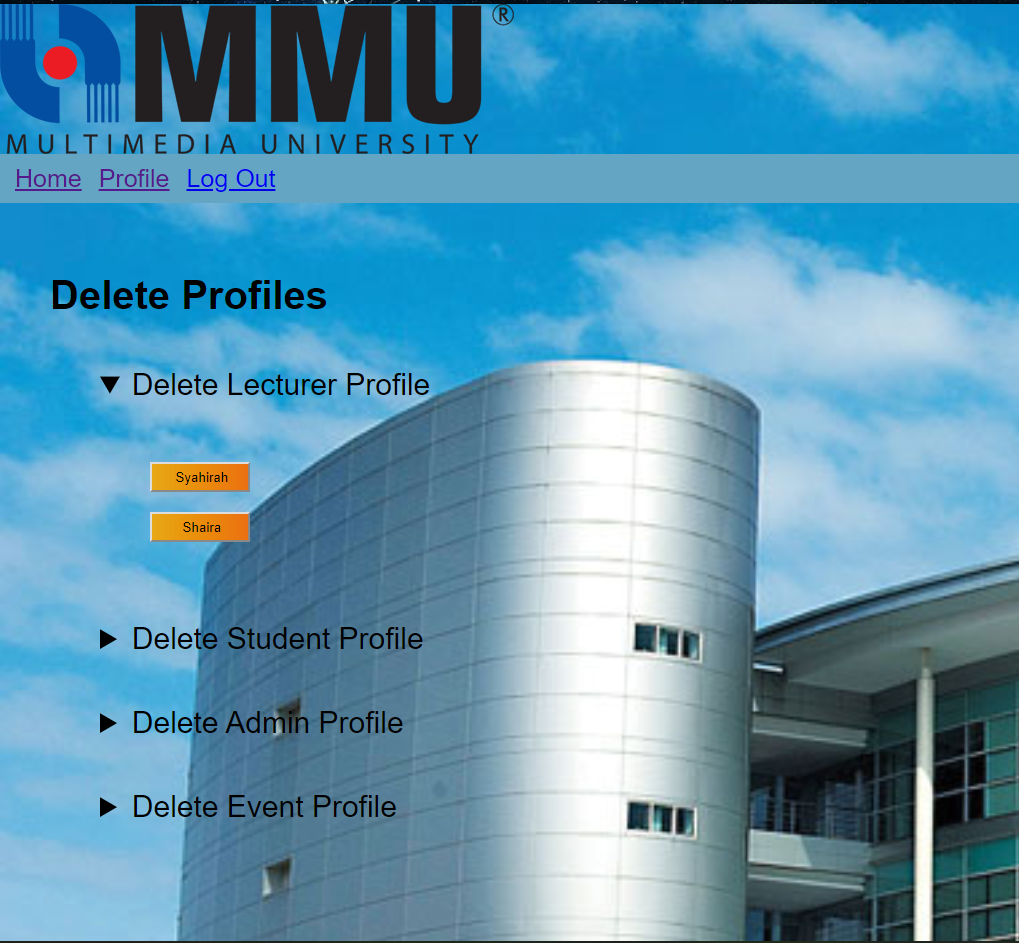 MMU®
MULTIMEDIA UNIVERSITY
Home Profile Log Out
Delete Profiles
Delete Lecturer Profile
Syahirah
Shaira
Delete Student Profile
Delete Admin Profile
Delete Event Profile